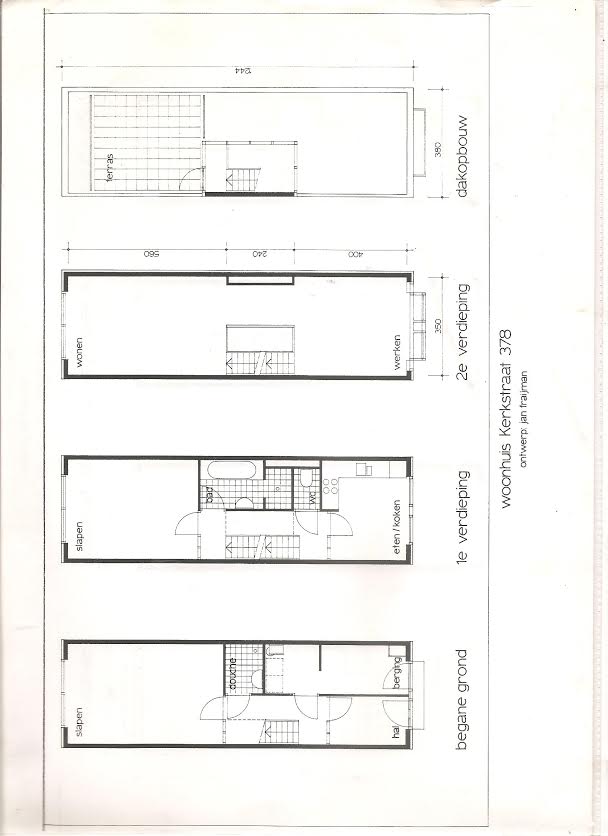 slapen
douche
hal
berging
begane grond
slapen
bad
wc
eten / koken
1e verdieping
wonen
werken
560
240
400
350
2e verdieping
terras
1244
380
dakopbouw
woonhuis Kerkstraat 378
ontwerp: jan fraijman